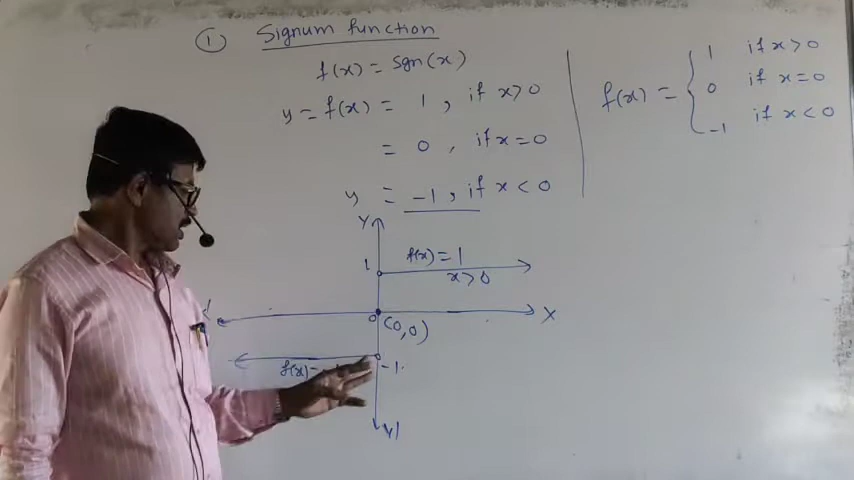 ① Signum function
f(x) = sgn(x)
y = f(x) = 1, if x>0
= 0, if x=0
y = -1, if x<0
f(x) = { 1 if x>0
0 if x=0
-1 if x<0
Y
1 f(x) = 1
x>0
0 (0,0) X
f(x)= -1.
Y|